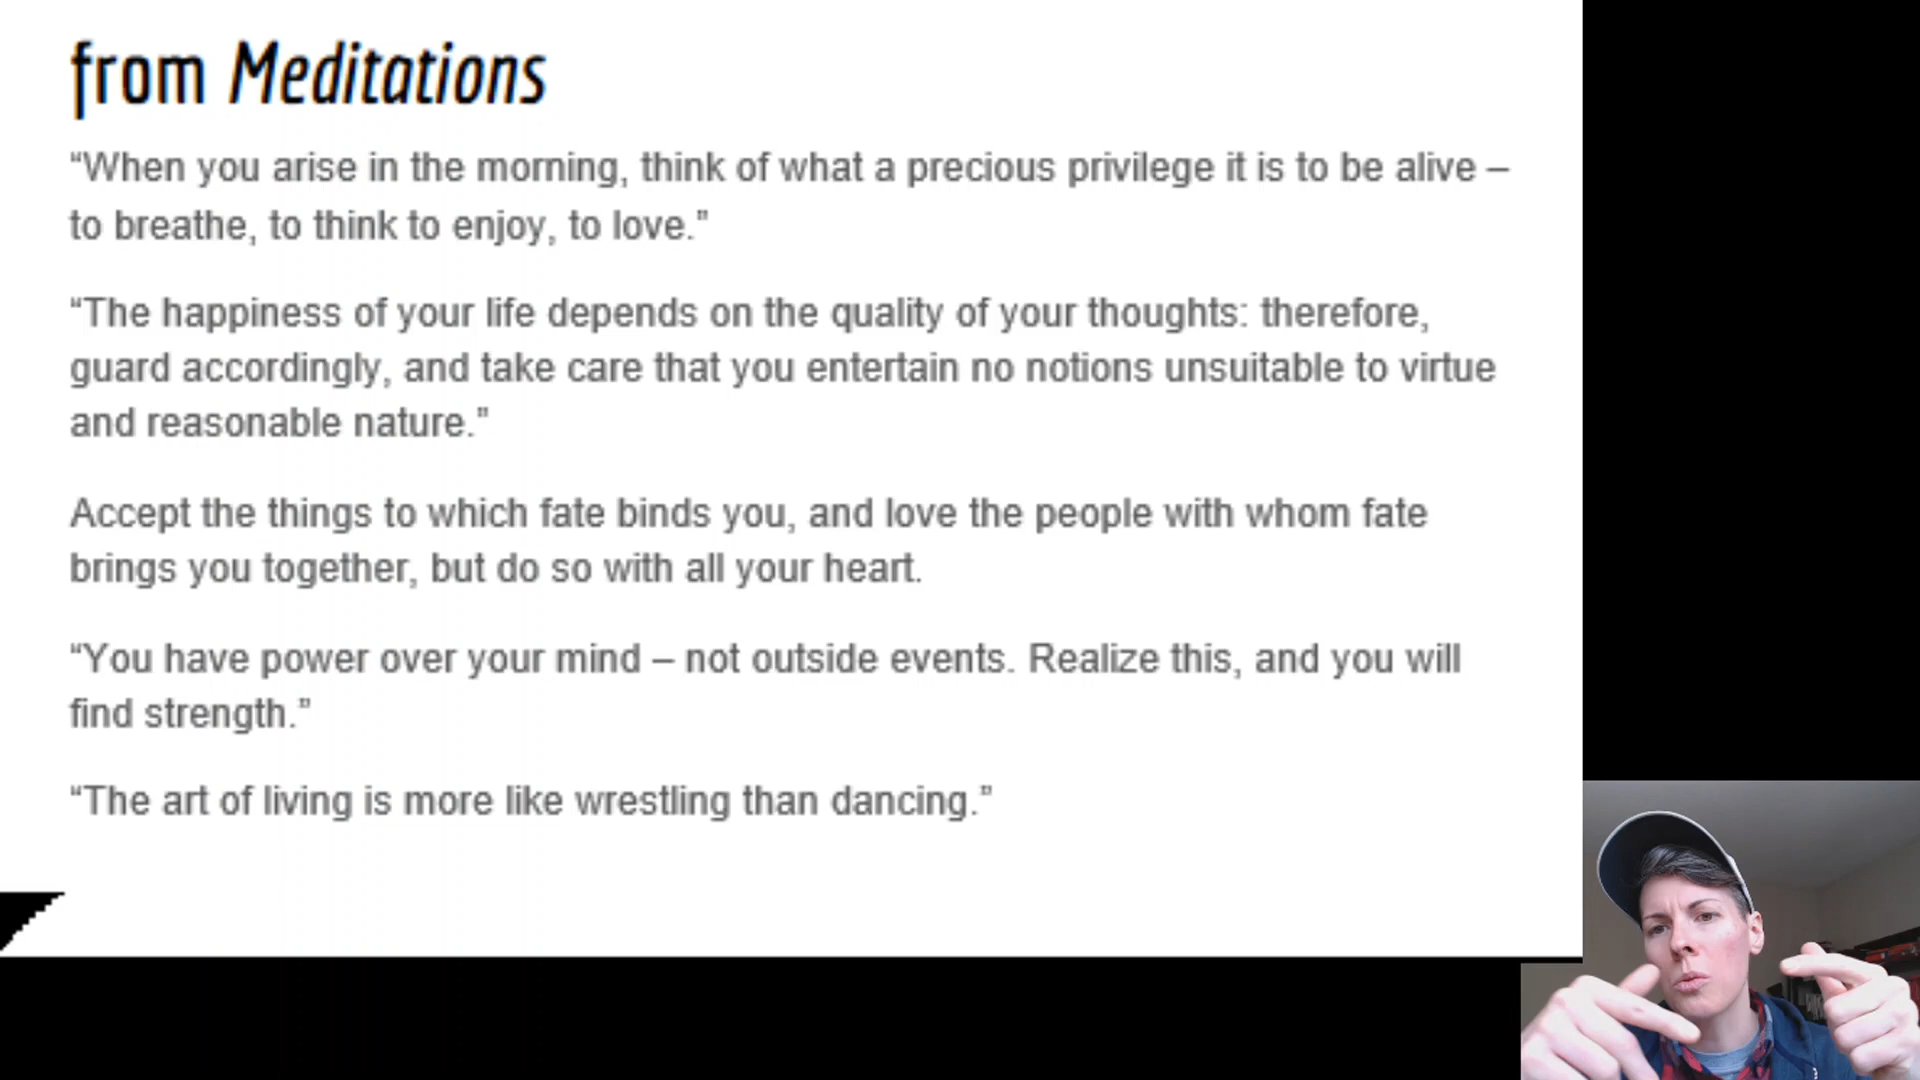 from Meditations
“When you arise in the morning, think of what a precious privilege it is to be alive –
to breathe, to think to enjoy, to love.”
“The happiness of your life depends on the quality of your thoughts: therefore,
guard accordingly, and take care that you entertain no notions unsuitable to virtue
and reasonable nature.”
Accept the things to which fate binds you, and love the people with whom fate
brings you together, but do so with all your heart.
“You have power over your mind – not outside events. Realize this, and you will
find strength.”
“The art of living is more like wrestling than dancing.”